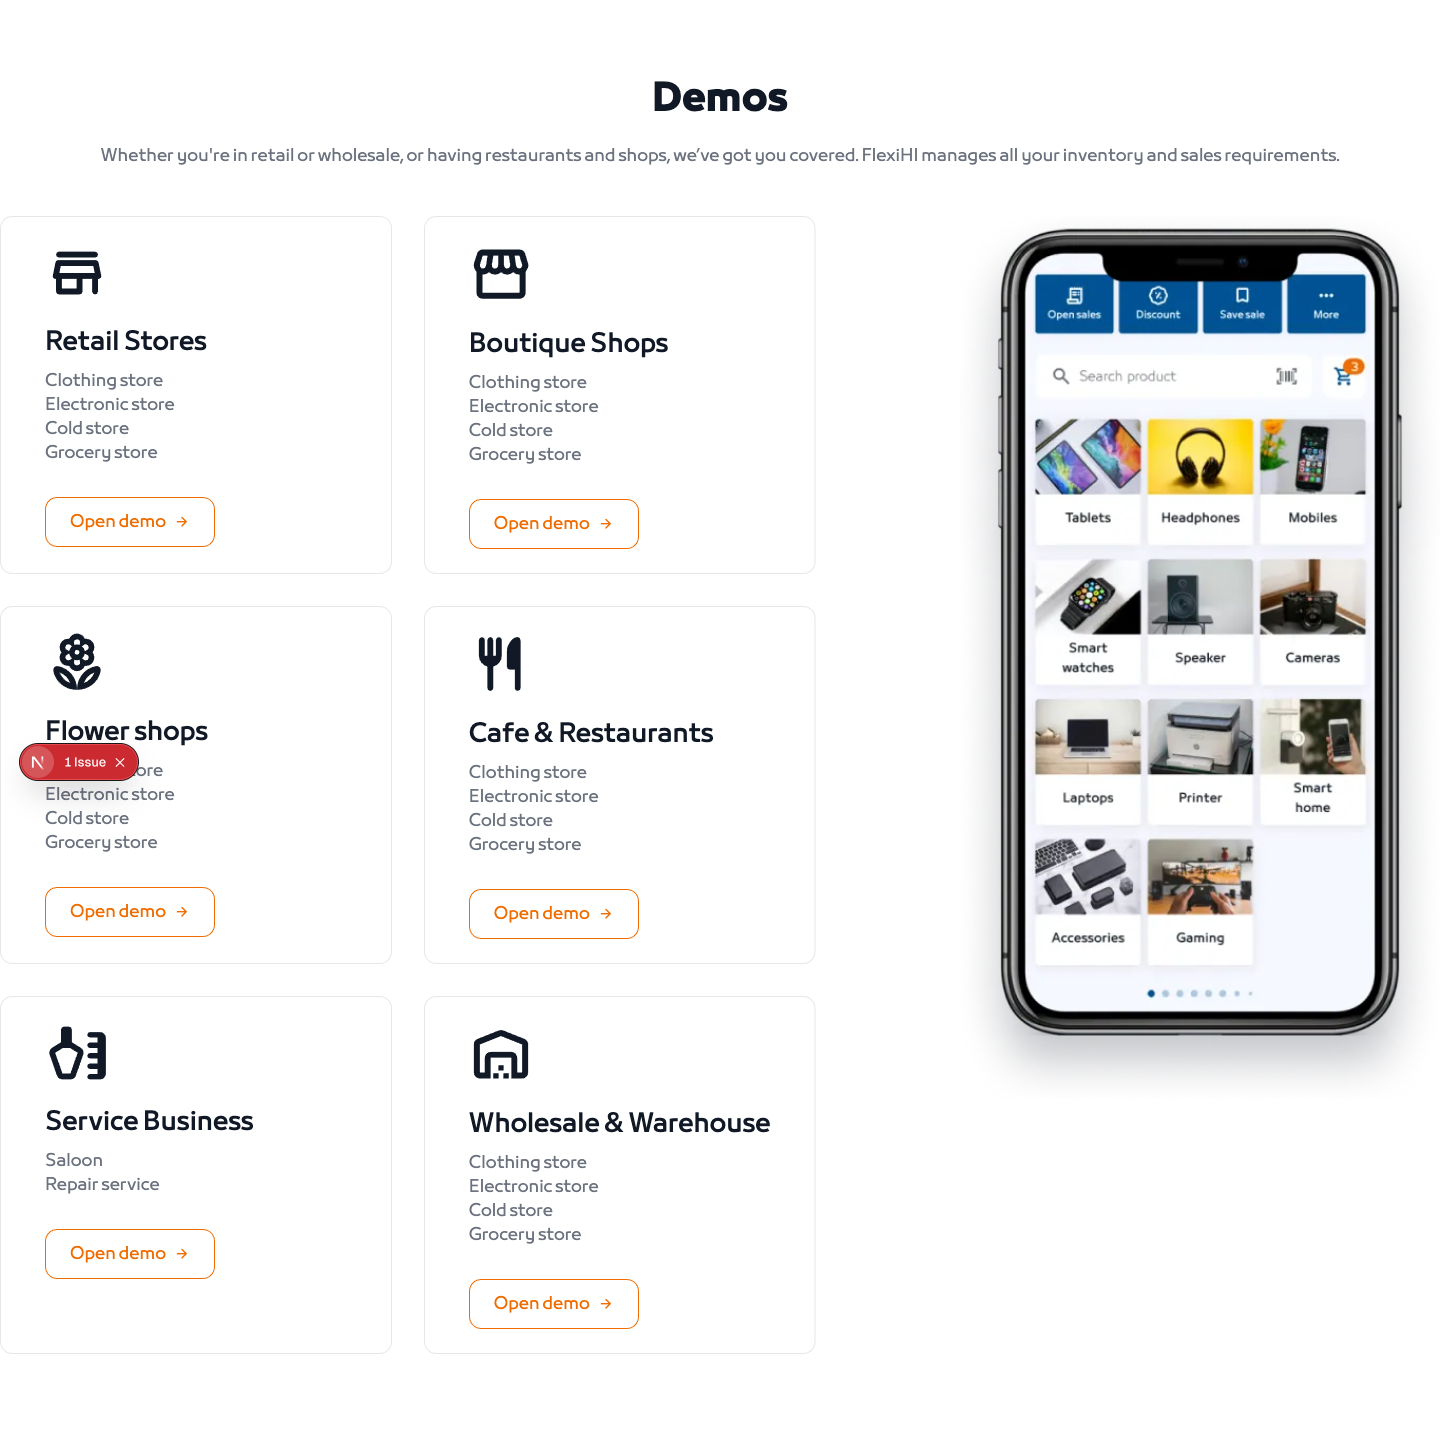 Demos
Whether you're in retail or wholesale, or having restaurants and shops, we’ve got you covered. FlexiHI manages all your inventory and sales requirements.
Retail Stores
Clothing store
Electronic store
Cold store
Grocery store
Open demo
Boutique Shops
Clothing store
Electronic store
Cold store
Grocery store
Open demo
Flower shops
ore
Electronic store
Cold store
Grocery store
Open demo
N 1 Issue
Cafe & Restaurants
Clothing store
Electronic store
Cold store
Grocery store
Open demo
Service Business
Saloon
Repair service
Open demo
Wholesale & Warehouse
Clothing store
Electronic store
Cold store
Grocery store
Open demo
Open sales Discount Save sale More
Search product 3
Tablets Headphones Mobiles
Smart
watches Speaker Cameras
Laptops Printer Smart
home
Accessories Gaming